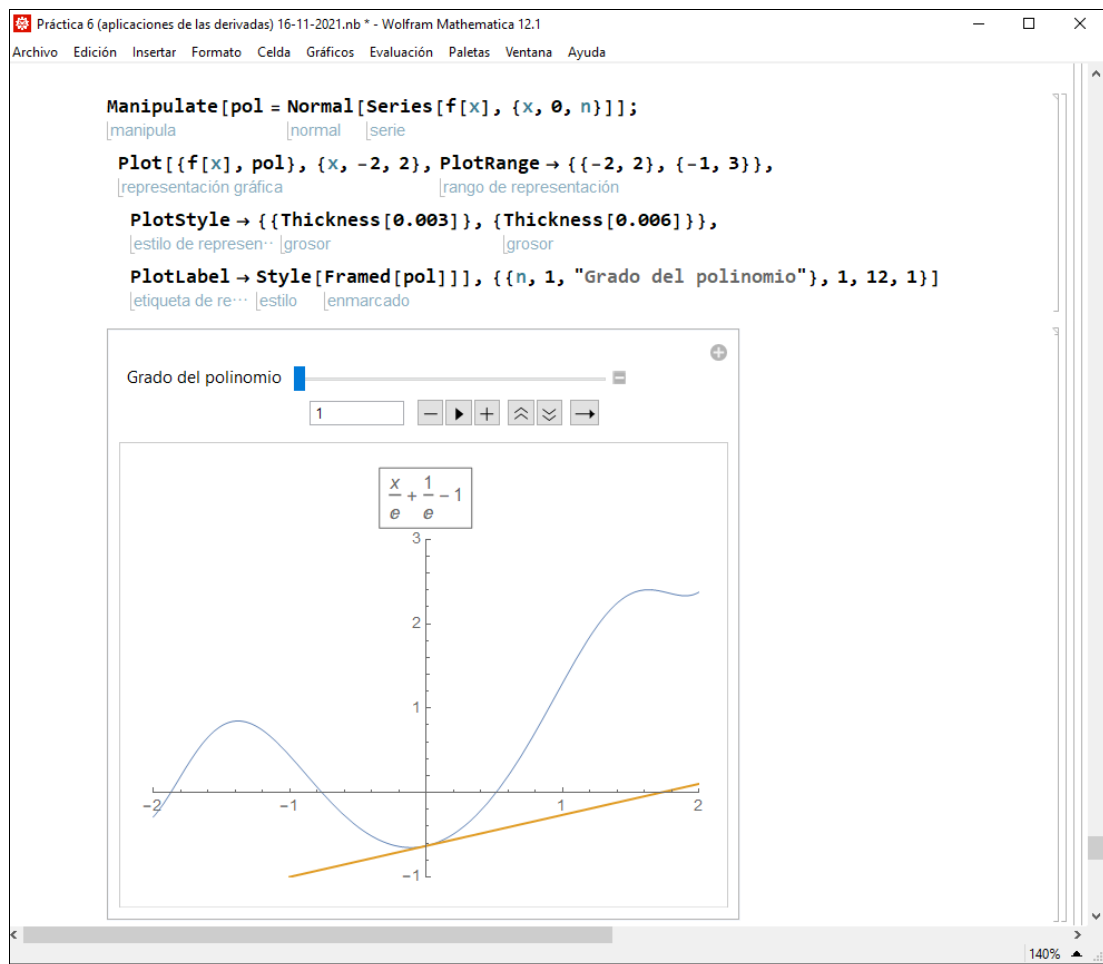 Práctica 6 (aplicaciones de las derivadas) 16-11-2021.nb * - Wolfram Mathematica 12.1
Archivo Edición Insertar Formato Celda Gráficos Evaluación Paletas Ventana Ayuda
Manipulate[pol = Normal[Series[f[x], {x, 0, n}]];
manipula normal serie
Plot[{f[x], pol}, {x, -2, 2}, PlotRange → {{-2, 2}, {-1, 3}},
representación gráfica rango de representación
PlotStyle → {{Thickness[0.003]}, {Thickness[0.006]}},
estilo de represen·· grosor grosor
PlotLabel → Style[Framed[pol]]], {{n, 1, "Grado del polinomio"}, 1, 12, 1}]
etiqueta de re··· estilo enmarcado
Grado del polinomio
1
x/e + 1/e - 1
3
2
1
-2 -1 1 2
-1
140%